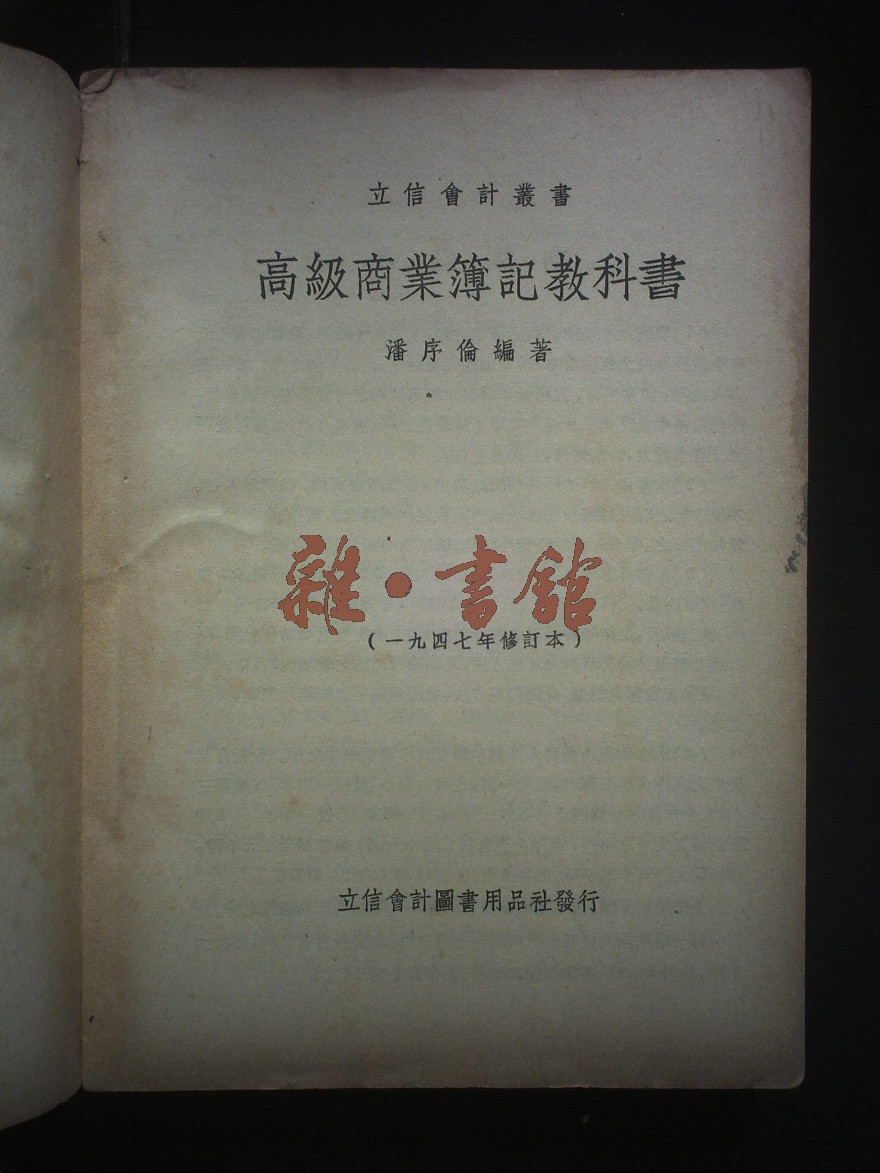 立信會計叢書
高級商業簿記教科書
潘序倫編著
雜·書館
(一九四七年修訂本)
立信會計圖書用品社發行